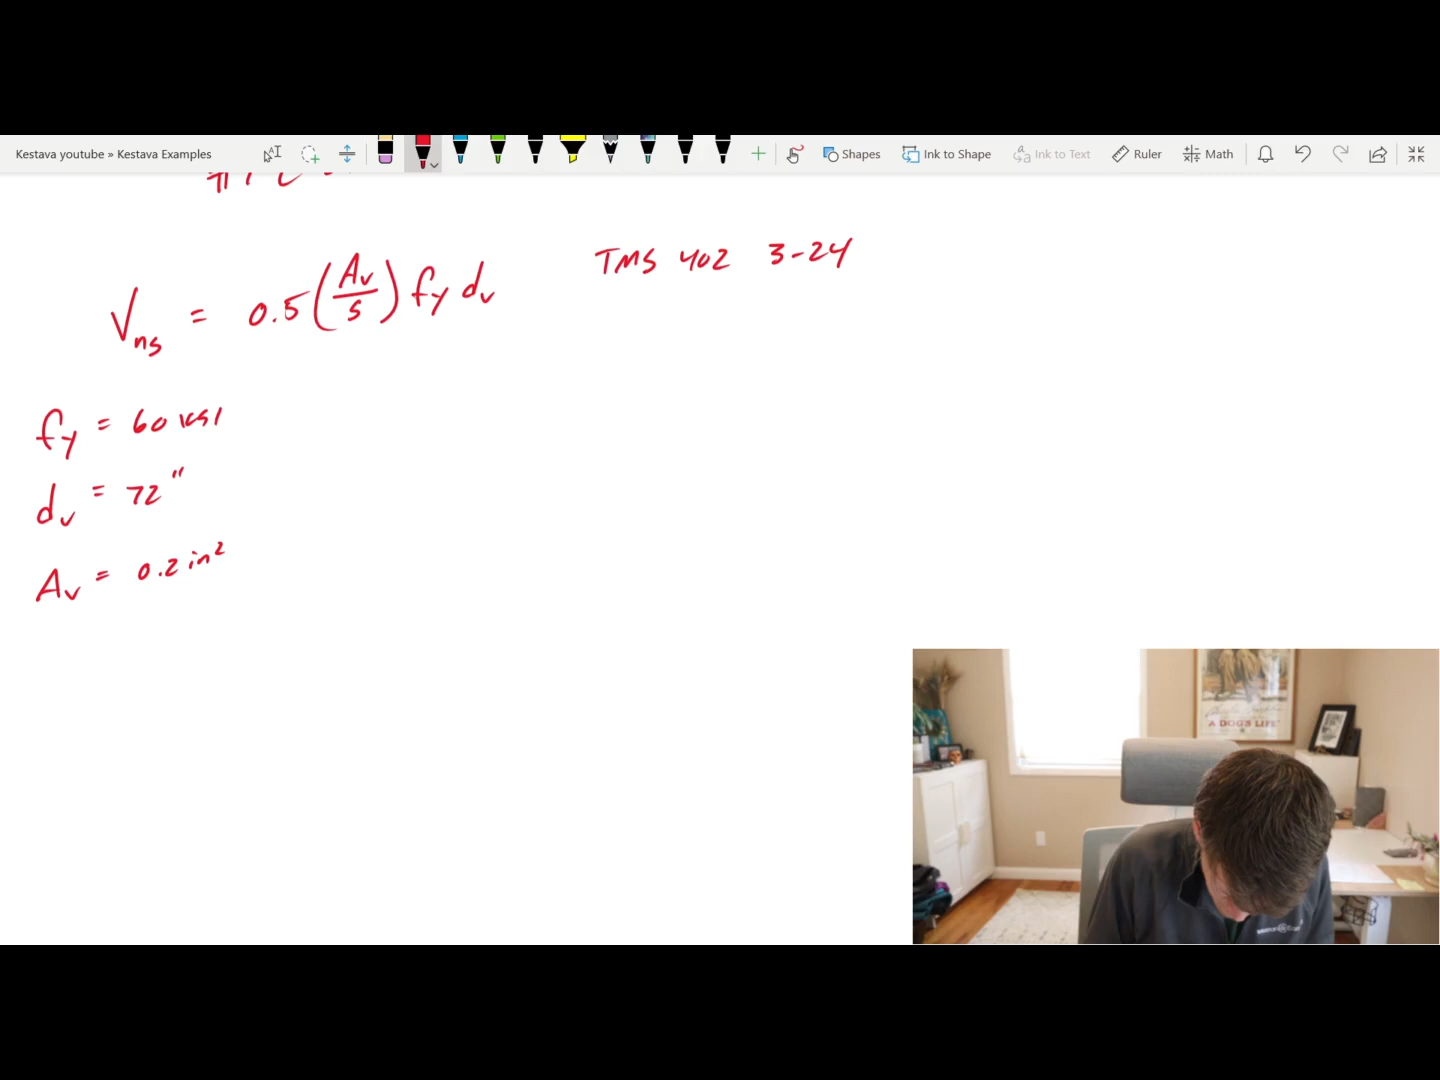 Kestava youtube » Kestava Examples
Shapes
Ink to Shape
Ink to Text
Ruler
Math
Vns = 0.5 (Av/s) fy dv
TMS 402 3-24
fy = 60 ksi
dv = 72"
Av = 0.2 in²
A DOG'S LIFE